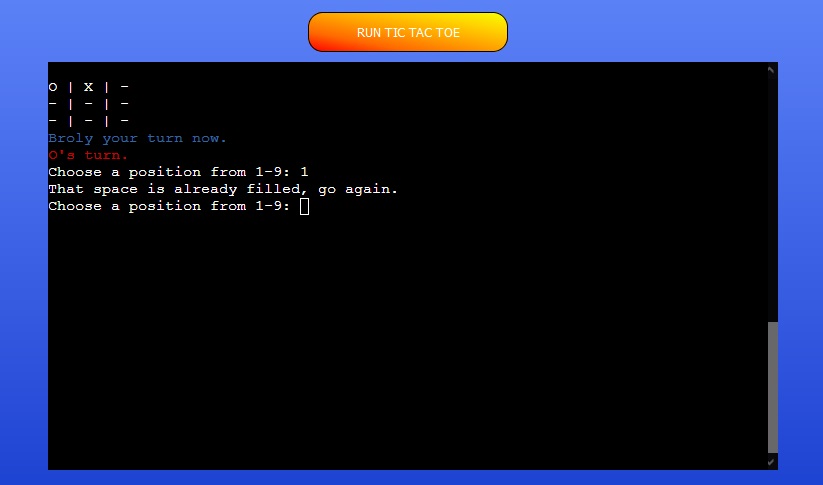 RUN TIC TAC TOE
O | X | -
- | - | -
- | - | -
Broly your turn now.
O's turn.
Choose a position from 1-9: 1
That space is already filled, go again.
Choose a position from 1-9: